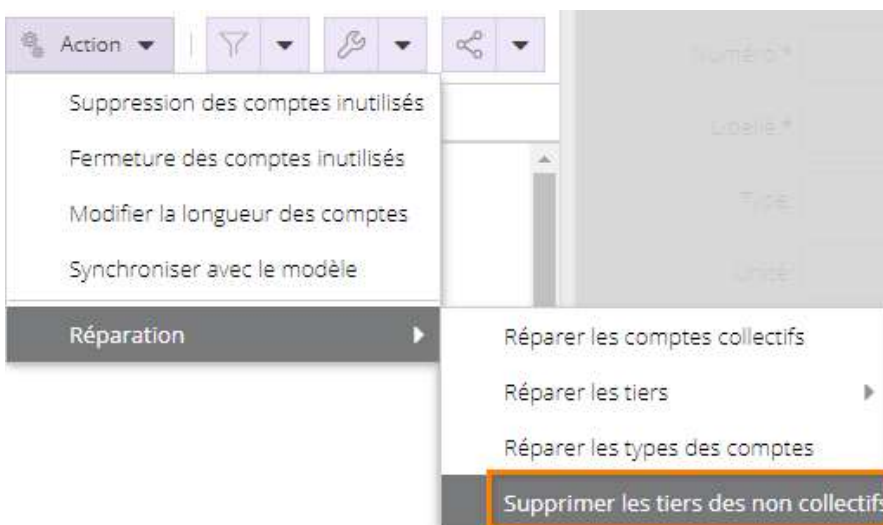 Action
Numéro *
Libellé *
Type
Unité
Suppression des comptes inutilisés
Fermeture des comptes inutilisés
Modifier la longueur des comptes
Synchroniser avec le modèle
Réparation
Réparer les comptes collectifs
Réparer les tiers
Réparer les types des comptes
Supprimer les tiers des non collectifs